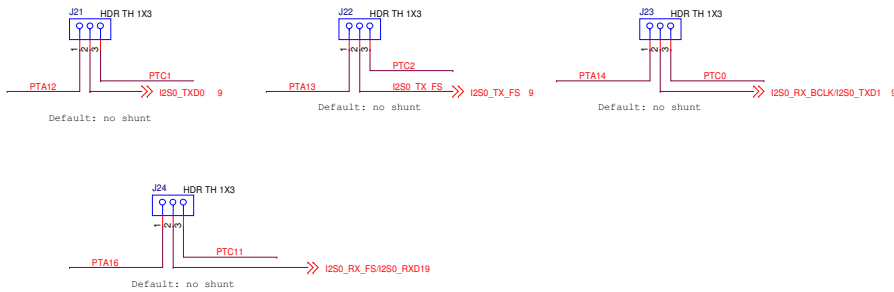 J21 HDR TH 1X3
1 2 3
PTC1
PTA12
I2S0_TXD0 9
Default: no shunt
J22 HDR TH 1X3
1 2 3
PTC2
PTA13
I2S0_TX_FS
I2S0_TX_FS 9
Default: no shunt
J23 HDR TH 1X3
1 2 3
PTA14
PTC0
I2S0_RX_BCLK/I2S0_TXD1 9
Default: no shunt
J24 HDR TH 1X3
1 2 3
PTC11
PTA16
I2S0_RX_FS/I2S0_RXD19
Default: no shunt